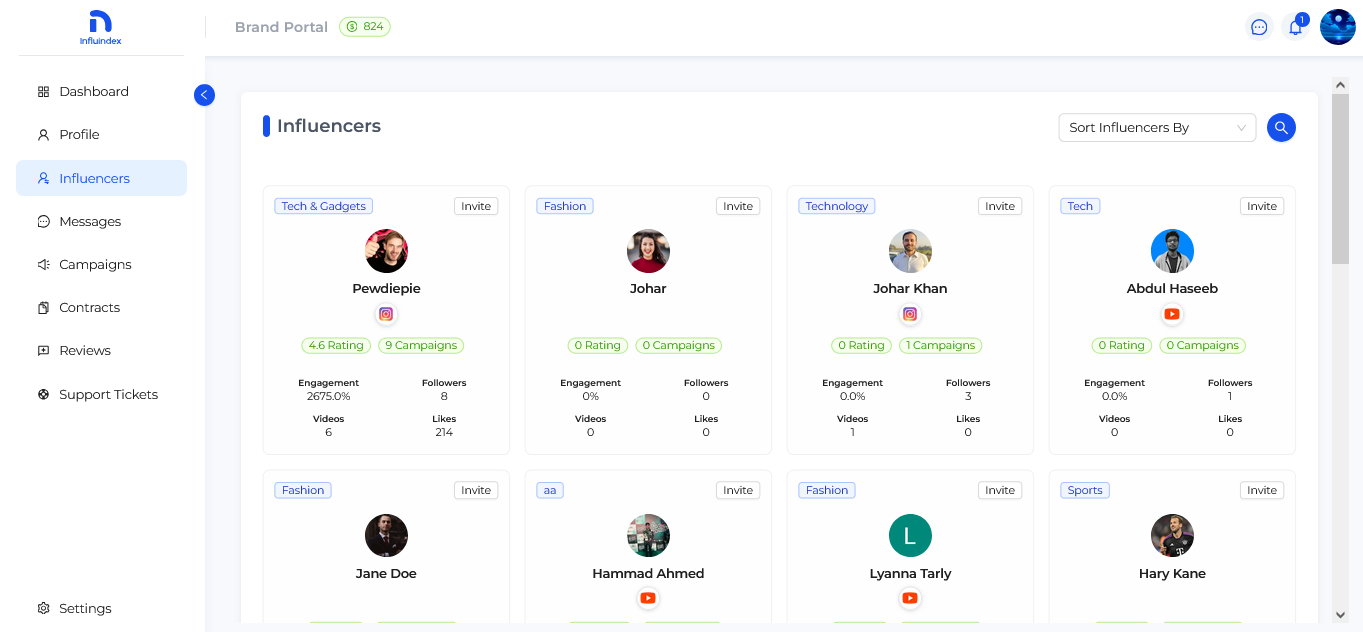 Influindex
Brand Portal
824
1
Dashboard
Profile
Influencers
Messages
Campaigns
Contracts
Reviews
Support Tickets
Settings
Influencers
Sort Influencers By
Tech & Gadgets
Invite
Pewdiepie
4.6 Rating
9 Campaigns
Engagement
Followers
2675.0%
8
Videos
Likes
6
214
Fashion
Invite
Johar
0 Rating
0 Campaigns
Engagement
Followers
0%
0
Videos
Likes
0
0
Technology
Invite
Johar Khan
0 Rating
1 Campaigns
Engagement
Followers
0.0%
3
Videos
Likes
1
0
Tech
Invite
Abdul Haseeb
0 Rating
0 Campaigns
Engagement
Followers
0.0%
1
Videos
Likes
0
0
Fashion
Invite
Jane Doe
aa
Invite
Hammad Ahmed
Fashion
Invite
L
Lyanna Tarly
Sports
Invite
Hary Kane